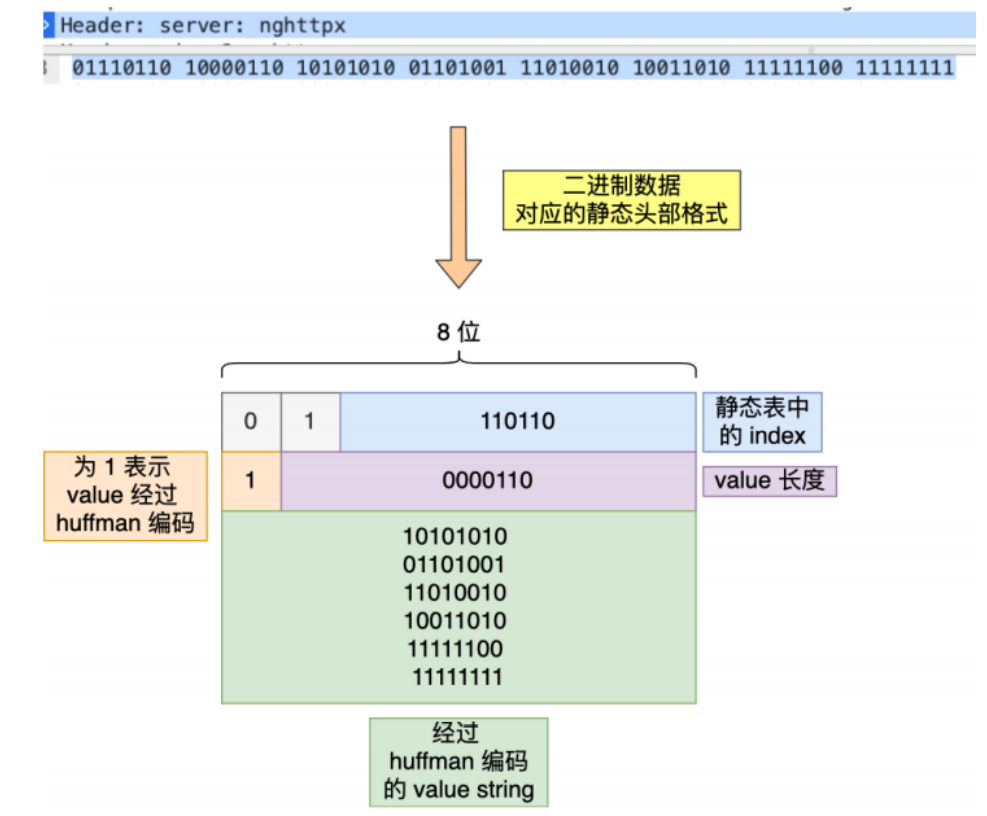 Header: server: nghttpx
01110110 10000110 10101010 01101001 11010010 10011010 11111100 11111111
二进制数据
对应的静态头部格式
8 位
0 1 110110
静态表中
的 index
为 1 表示
value 经过
huffman 编码
1 0000110
value 长度
10101010
01101001
11010010
10011010
11111100
11111111
经过
huffman 编码
的 value string